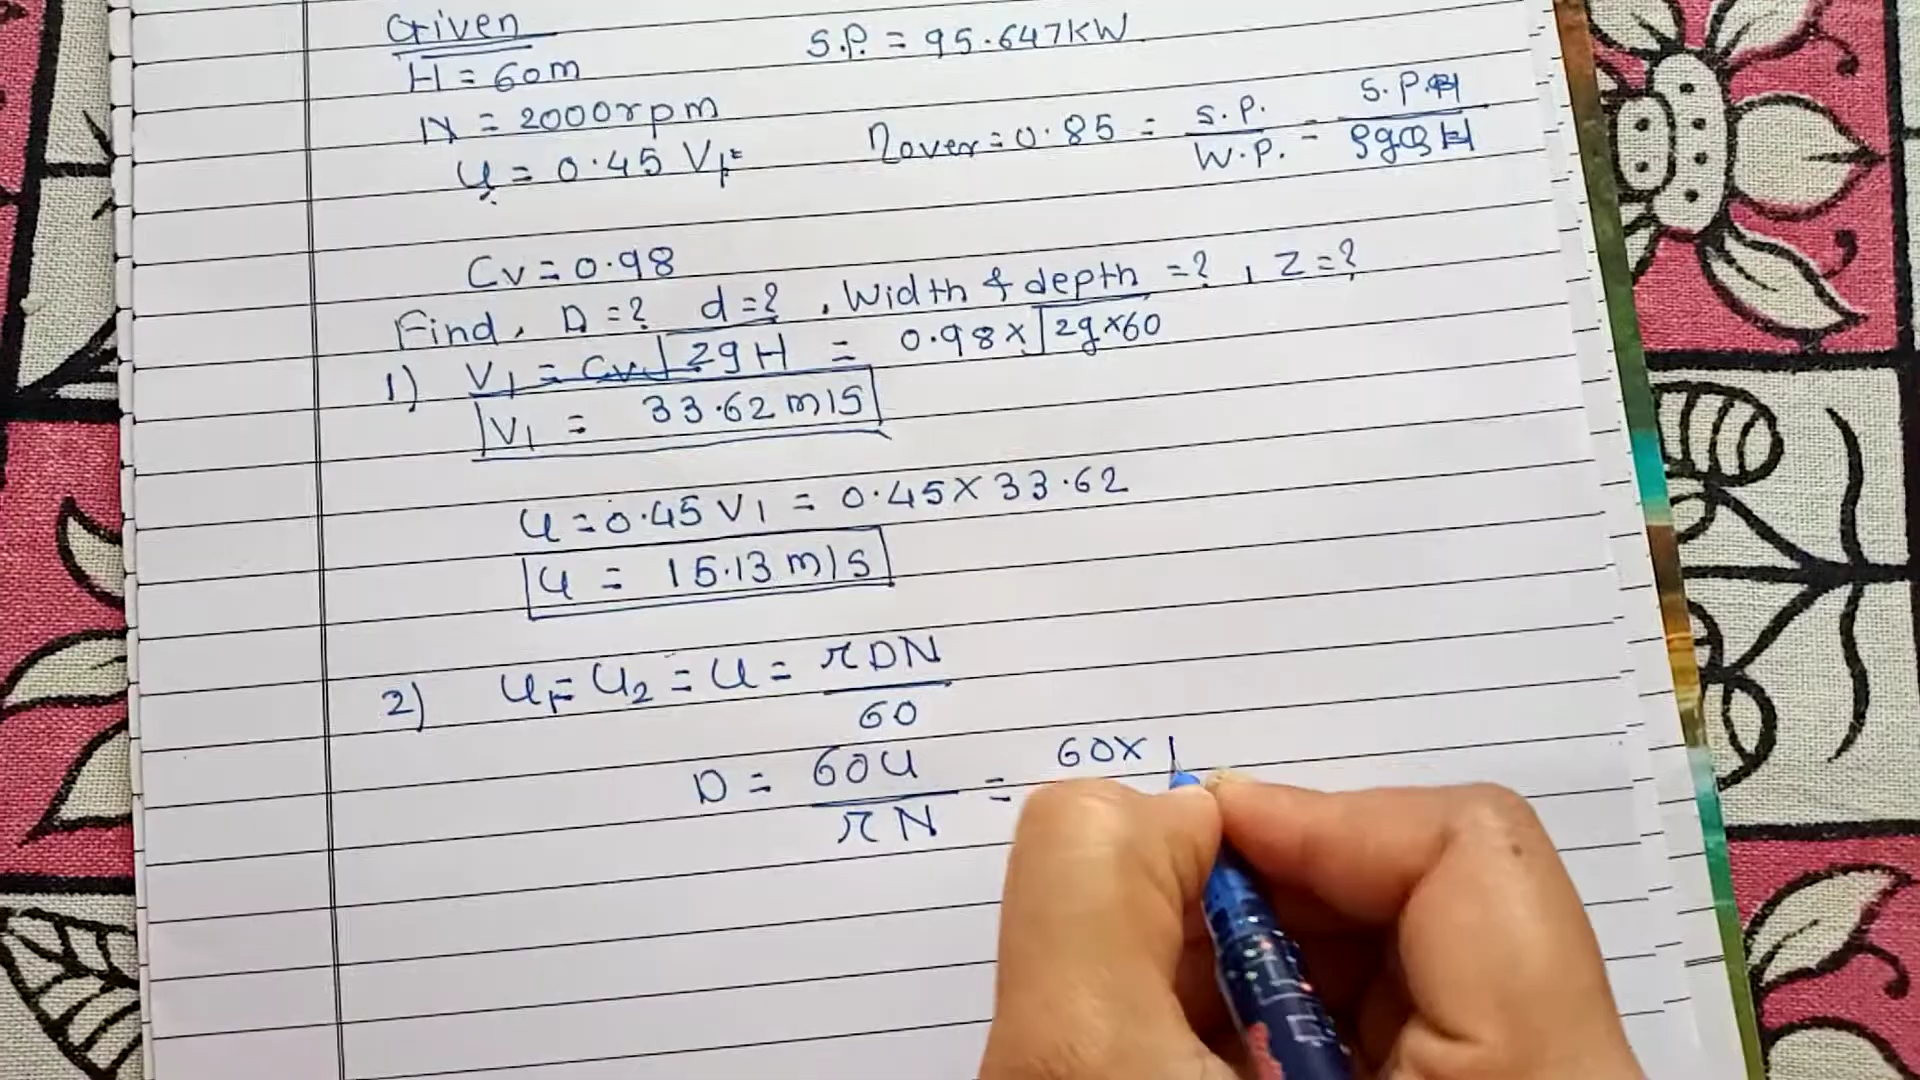 Given
H = 60m
S.P. = 95.647KW
N = 2000rpm
u = 0.45 V1=
ηover = 0.85 = S.P. / W.P. = S.P. / ρgQH
Cv = 0.98
Find, D = ? d = ?, Width & depth = ?, Z = ?
1) V1 = Cv√2gH = 0.98×√2g×60
V1 = 33.62 m/s
u = 0.45 V1 = 0.45 × 33.62
u = 15.13 m/s
2) u1 = u2 = u = πDN / 60
D = 60u / πN = 60× 1